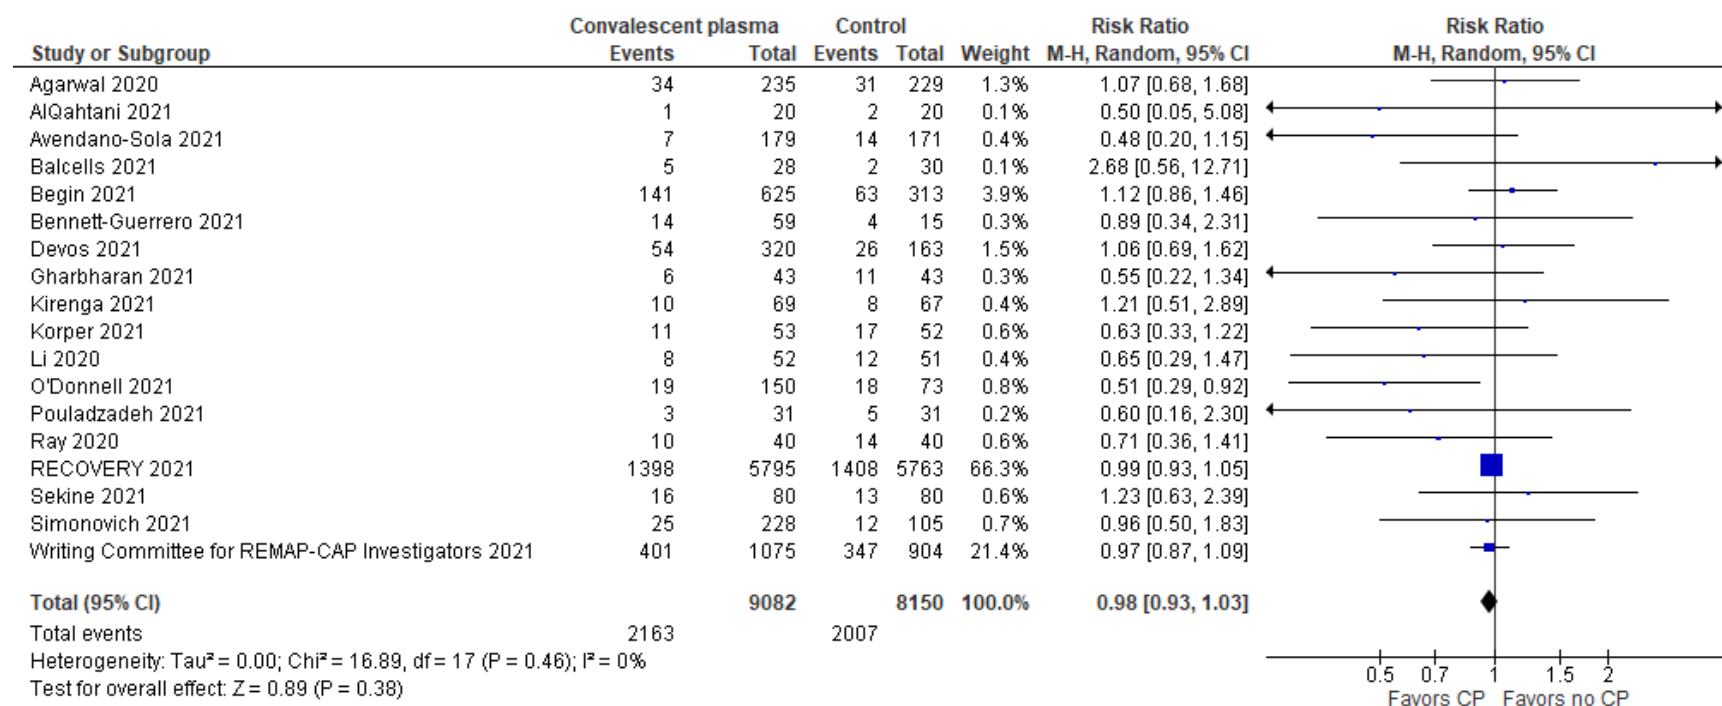 Convalescent plasma Control Risk Ratio Risk Ratio
Study or Subgroup Events Total Events Total Weight M-H, Random, 95% CI M-H, Random, 95% CI
Agarwal 2020 34 235 31 229 1.3% 1.07 [0.68, 1.68]
AlQahtani 2021 1 20 2 20 0.1% 0.50 [0.05, 5.08]
Avendano-Sola 2021 7 179 14 171 0.4% 0.48 [0.20, 1.15]
Balcells 2021 5 28 2 30 0.1% 2.68 [0.56, 12.71]
Begin 2021 141 625 63 313 3.9% 1.12 [0.86, 1.46]
Bennett-Guerrero 2021 14 59 4 15 0.3% 0.89 [0.34, 2.31]
Devos 2021 54 320 26 163 1.5% 1.06 [0.69, 1.62]
Gharbharan 2021 6 43 11 43 0.3% 0.55 [0.22, 1.34]
Kirenga 2021 10 69 8 67 0.4% 1.21 [0.51, 2.89]
Korper 2021 11 53 17 52 0.6% 0.63 [0.33, 1.22]
Li 2020 8 52 12 51 0.4% 0.65 [0.29, 1.47]
O'Donnell 2021 19 150 18 73 0.8% 0.51 [0.29, 0.92]
Pouladzadeh 2021 3 31 5 31 0.2% 0.60 [0.16, 2.30]
Ray 2020 10 40 14 40 0.6% 0.71 [0.36, 1.41]
RECOVERY 2021 1398 5795 1408 5763 66.3% 0.99 [0.93, 1.05]
Sekine 2021 16 80 13 80 0.6% 1.23 [0.63, 2.39]
Simonovich 2021 25 228 12 105 0.7% 0.96 [0.50, 1.83]
Writing Committee for REMAP-CAP Investigators 2021 401 1075 347 904 21.4% 0.97 [0.87, 1.09]
Total (95% CI) 9082 8150 100.0% 0.98 [0.93, 1.03]
Total events 2163 2007
Heterogeneity: Tau² = 0.00; Chi² = 16.89, df = 17 (P = 0.46); I² = 0%
Test for overall effect: Z = 0.89 (P = 0.38)
0.5 0.7 1 1.5 2
Favors CP Favors no CP